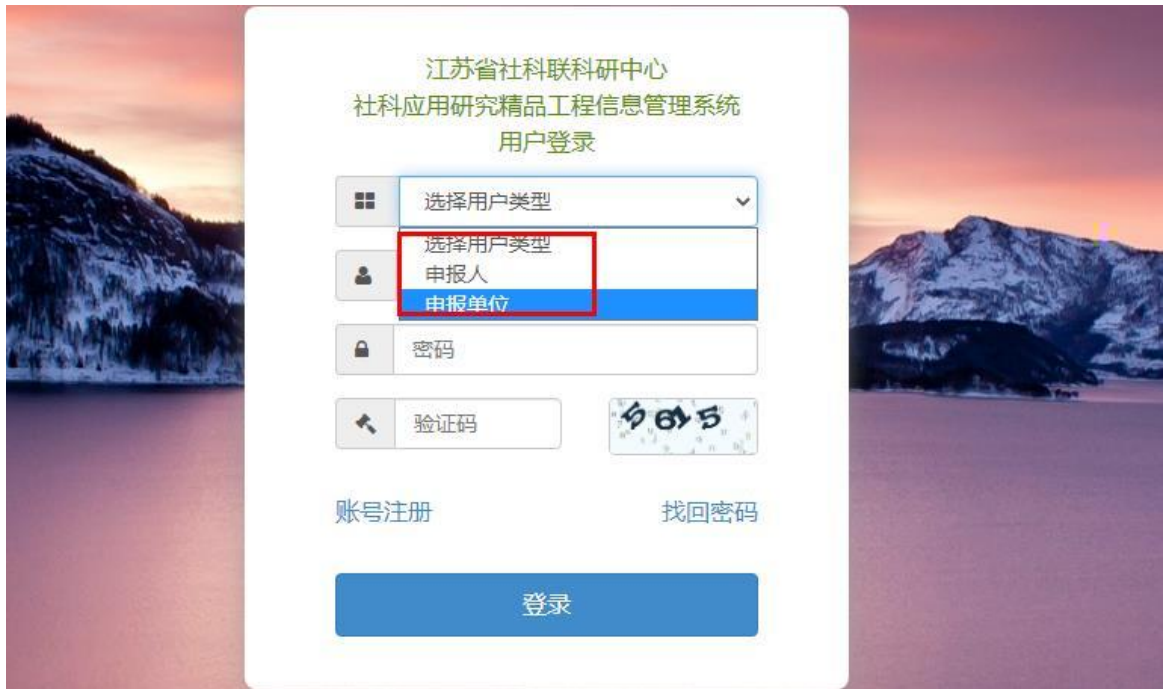 江苏省社科联科研中心
社科应用研究精品工程信息管理系统
用户登录
选择用户类型
选择用户类型
申报人
申报单位
密码
验证码
5615
账号注册
找回密码
登录